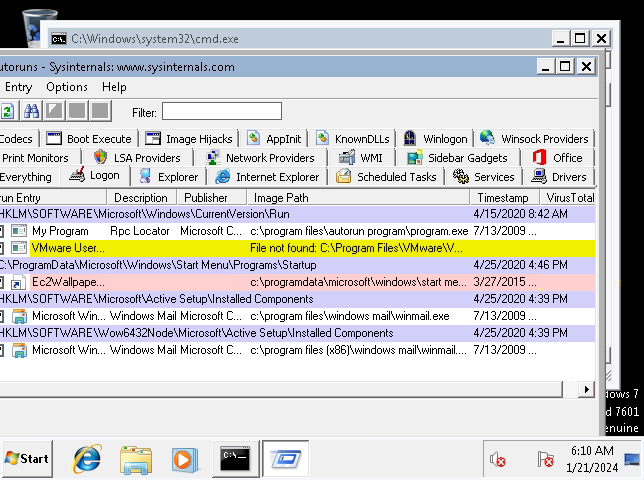 C:\Windows\system32\cmd.exe
utoruns - Sysinternals: www.sysinternals.com
Entry Options Help
Filter:
Codecs Boot Execute Image Hijacks AppInit KnownDLLs Winlogon Winsock Providers
Print Monitors LSA Providers Network Providers WMI Sidebar Gadgets Office
Everything Logon Explorer Internet Explorer Scheduled Tasks Services Drivers
run Entry Description Publisher Image Path Timestamp VirusTotal
HKLM\SOFTWARE\Microsoft\Windows\CurrentVersion\Run 4/15/2020 8:42 AM
My Program Rpc Locator Microsoft C... c:\program files\autorun program\program.exe 7/13/2009 ...
VMware User... File not found: C:\Program Files\VMware\V...
C:\ProgramData\Microsoft\Windows\Start Menu\Programs\Startup 4/25/2020 4:46 PM
Ec2Wallpape... c:\programdata\microsoft\windows\start me... 3/27/2015 ...
HKLM\SOFTWARE\Microsoft\Active Setup\Installed Components 4/25/2020 4:39 PM
Microsoft Win... Windows Mail Microsoft C... c:\program files\windows mail\winmail.exe 7/13/2009 ...
HKLM\SOFTWARE\Wow6432Node\Microsoft\Active Setup\Installed Components 4/25/2020 4:39 PM
Microsoft Win... Windows Mail Microsoft C... c:\program files (x86)\windows mail\winmail.... 7/13/2009 ...
dows 7
d 7601
enuine
Start
6:10 AM
1/21/2024